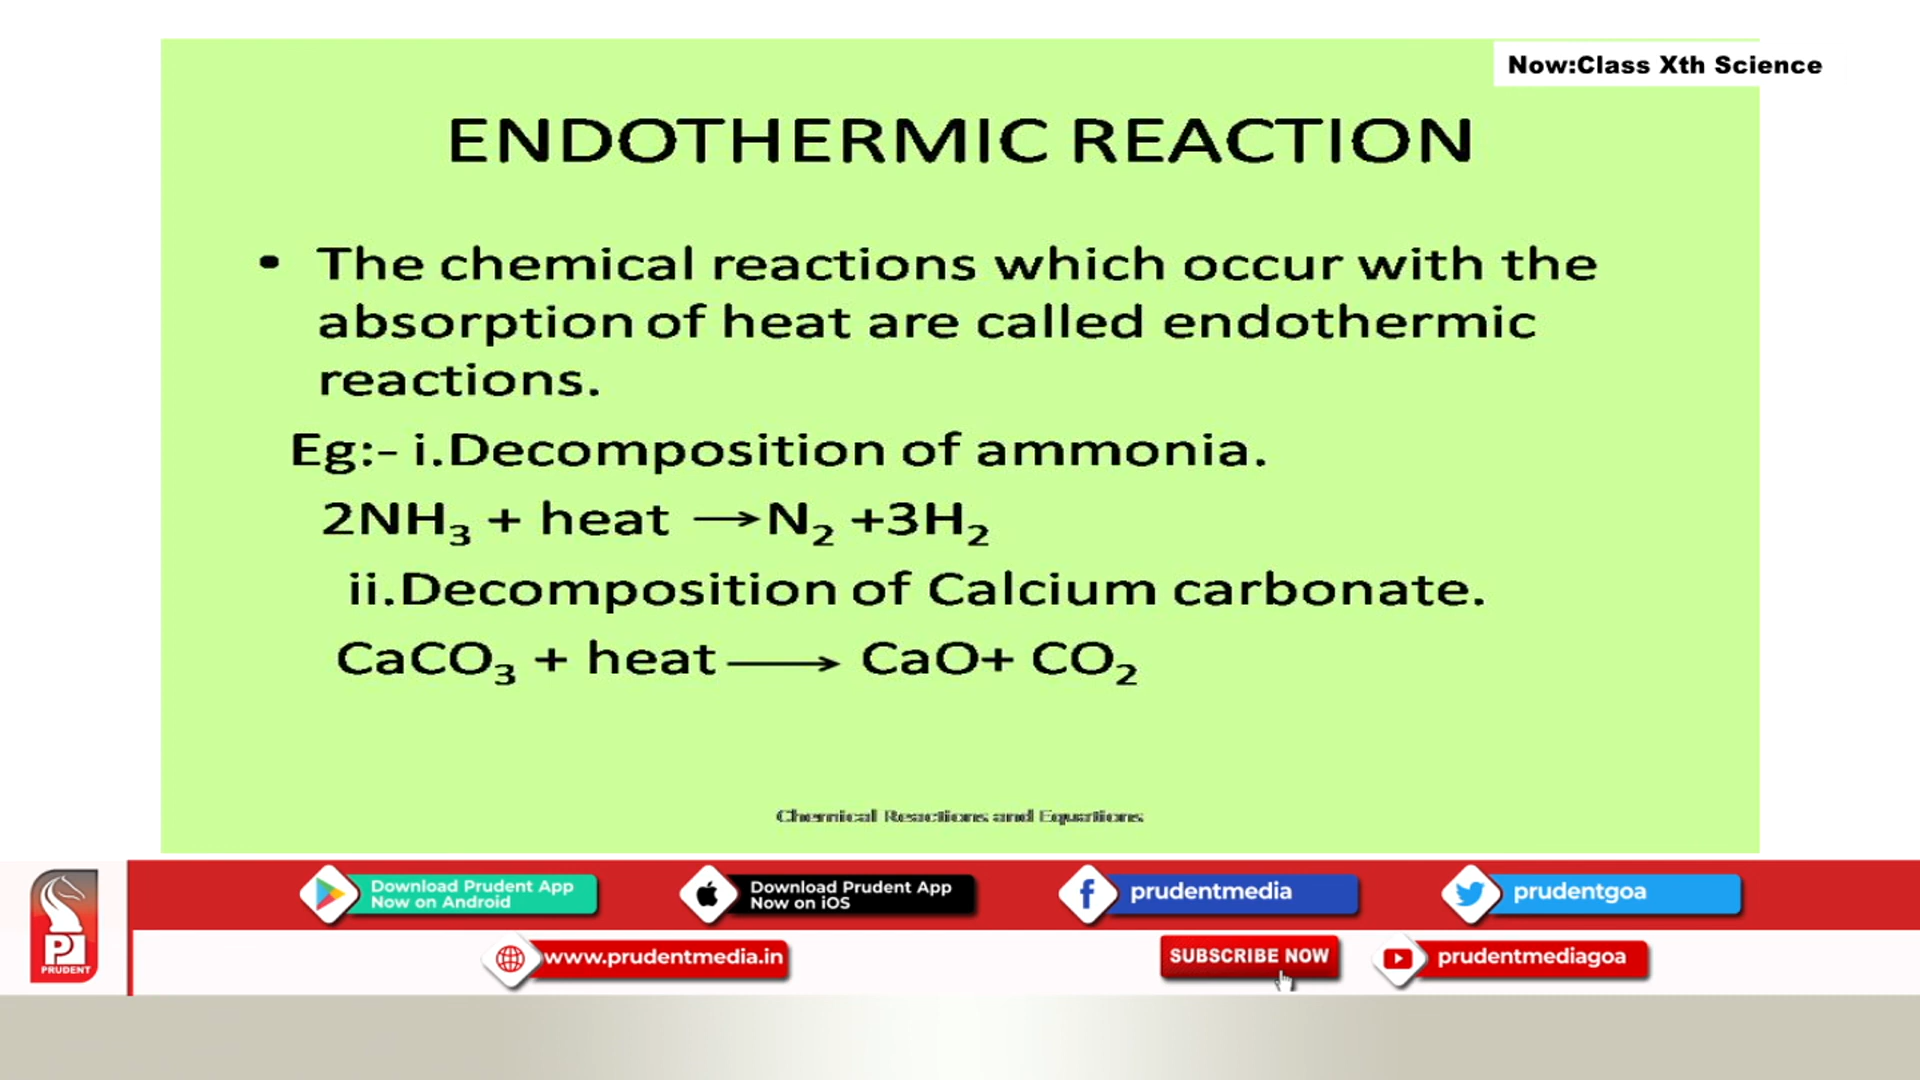 Now:Class Xth Science
ENDOTHERMIC REACTION
• The chemical reactions which occur with the
absorption of heat are called endothermic
reactions.
Eg:- i.Decomposition of ammonia.
2NH₃ + heat → N₂ +3H₂
ii.Decomposition of Calcium carbonate.
CaCO₃ + heat → CaO+ CO₂
Chemical Reactions and Equations
Download Prudent App
Now on Android
Download Prudent App
Now on iOS
prudentmedia
prudentgoa
PRUDENT
www.prudentmedia.in
SUBSCRIBE NOW
prudentmediagoa